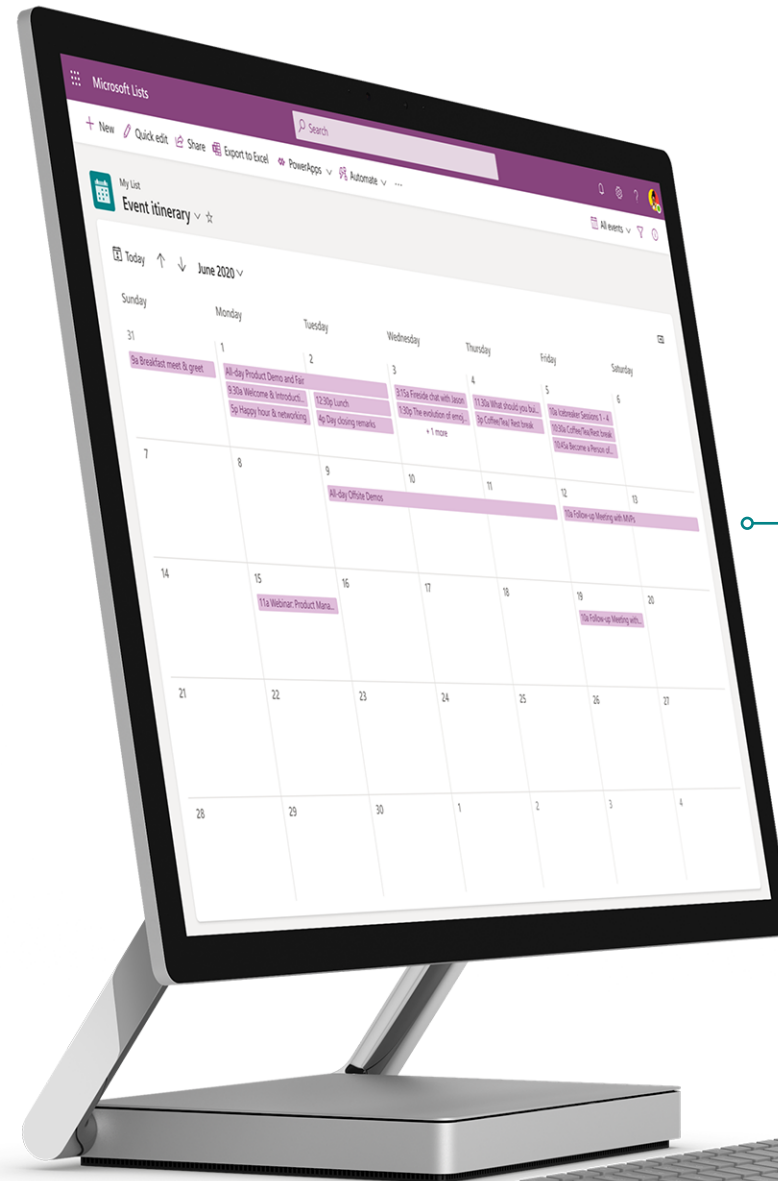 Microsoft Lists
Search
?
New Quick edit Share Export to Excel PowerApps Automate ...
My List
Event itinerary
All events
Today June 2020
Sunday Monday Tuesday Wednesday Thursday Friday Saturday
31 1 2 3 4 5 6
9a Breakfast meet & greet
All-day Product Demo and Fair
9:30a Welcome & Introducti...
5p Happy hour & networking
12:30p Lunch
4p Day closing remarks
3:15a Fireside chat with Jason
1:30p The evolution of emoj...
+ 1 more
11:30a What should you bui...
3p Coffee/Tea/ Rest break
10a Icebreaker Sessions 1 - 4
10:30a Coffee/Tea/Rest break
10:45a Become a Person of...
7 8 9 10 11 12 13
All-day Offsite Demos
10a Follow-up Meeting with MVPs
14 15 16 17 18 19 20
11a Webinar: Product Mana...
10a Follow-up Meeting with...
21 22 23 24 25 26 27
28 29 30 1 2 3 4